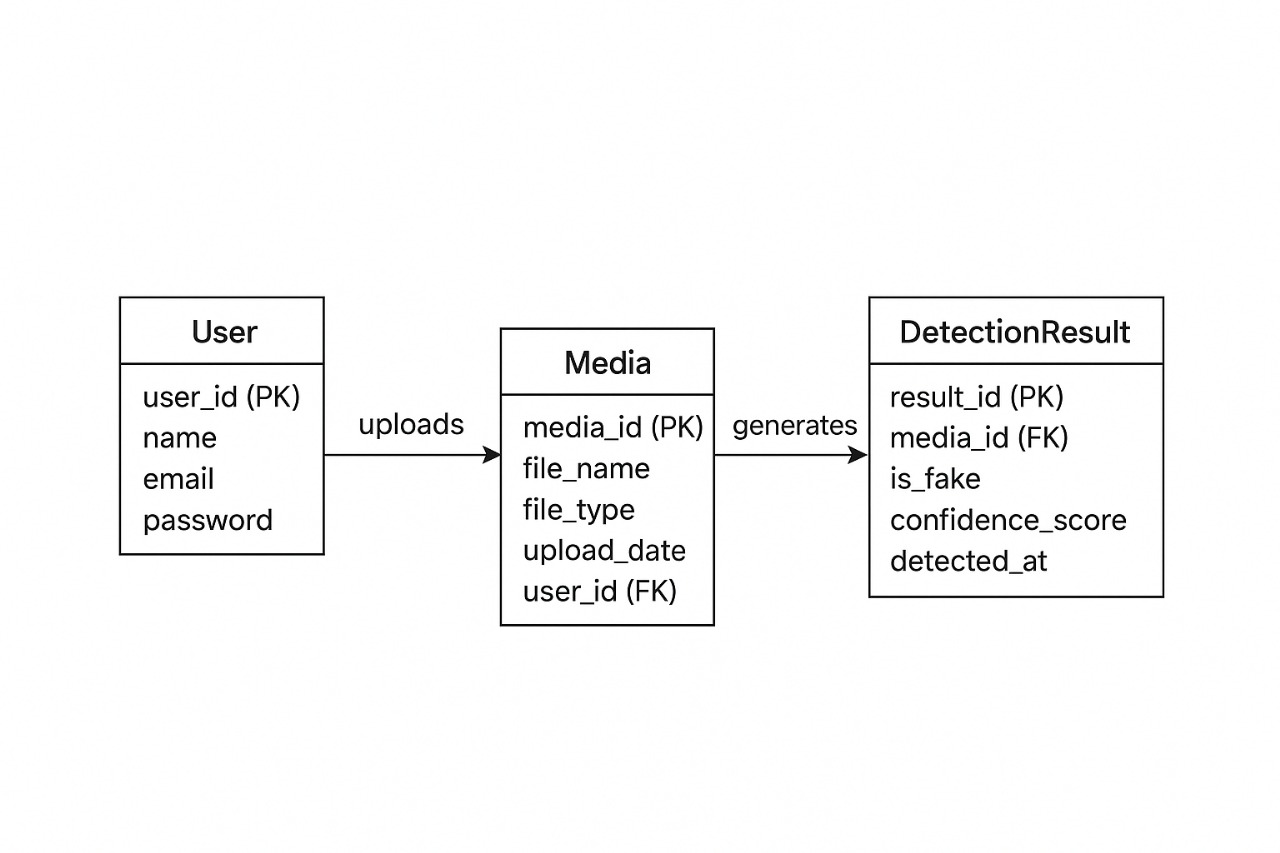 User
user_id (PK)
name
email
password
uploads
Media
media_id (PK)
file_name
file_type
upload_date
user_id (FK)
generates
DetectionResult
result_id (PK)
media_id (FK)
is_fake
confidence_score
detected_at